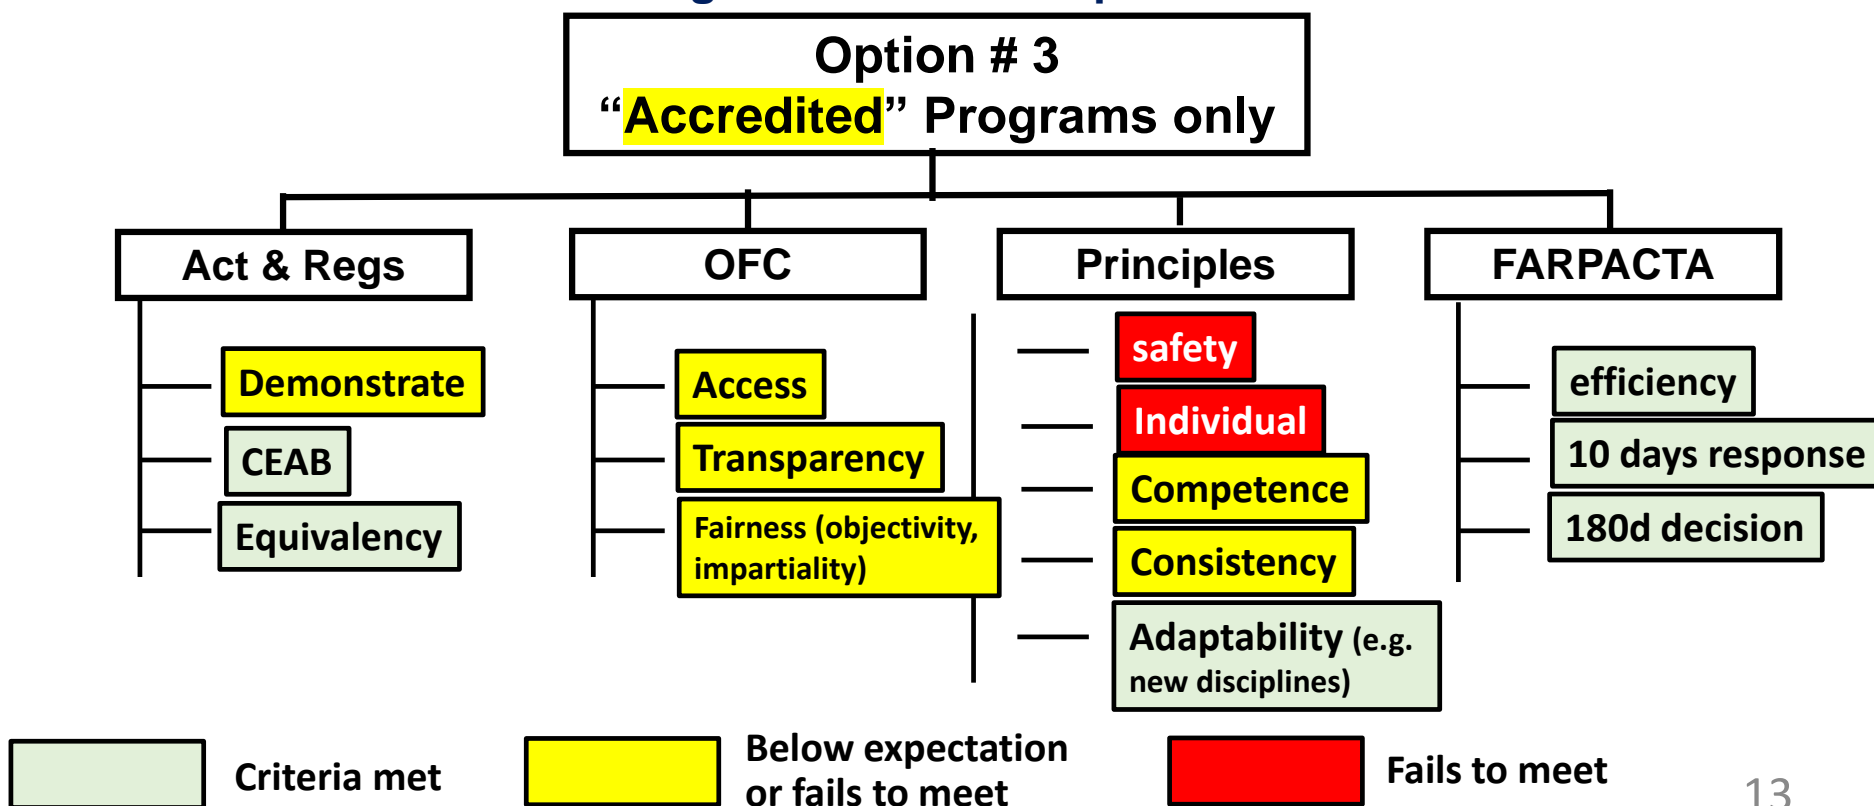 Option # 3
“Accredited” Programs only
Act & Regs
OFC
Principles
FARPACTA
Demonstrate
CEAB
Equivalency
Access
Transparency
Fairness (objectivity,
impartiality)
safety
Individual
Competence
Consistency
Adaptability (e.g.
new disciplines)
efficiency
10 days response
180d decision
Criteria met
Below expectation
or fails to meet
Fails to meet
13